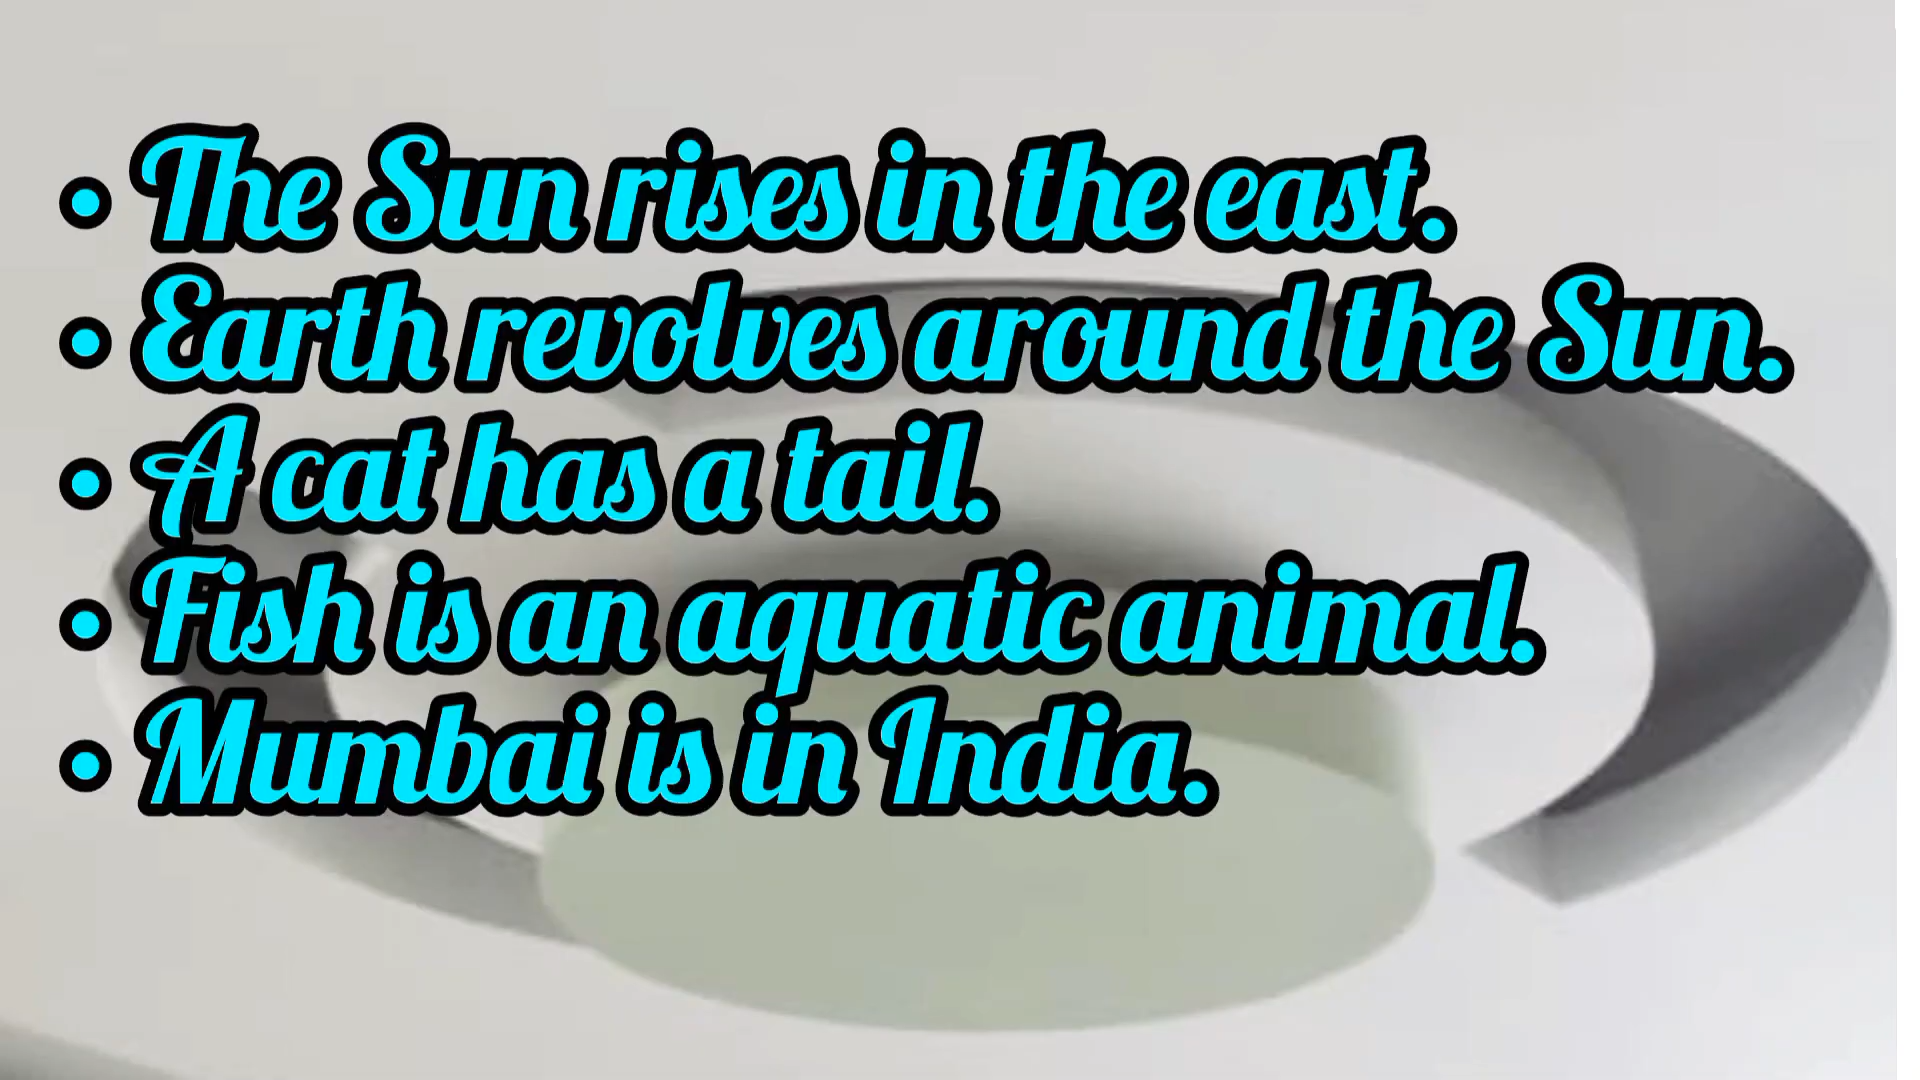 • The Sun rises in the east.
• Earth revolves around the Sun.
• A cat has a tail.
• Fish is an aquatic animal.
• Mumbai is in India.